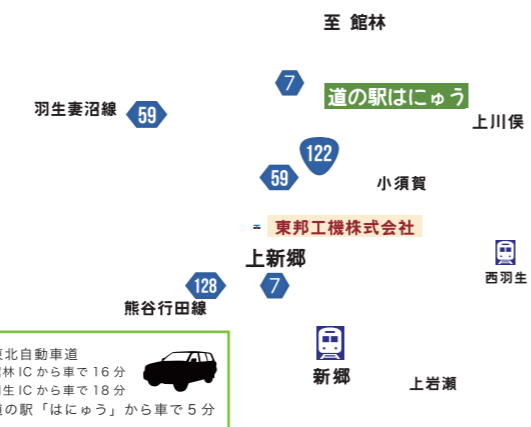 至 館林
7
道の駅はにゅう
羽生妻沼線
59
上川俣
122
59
小須賀
東邦工機株式会社
上新郷
西羽生
128
7
熊谷行田線
新郷
上岩瀬
東北自動車道
館林 IC から車で 16 分
羽生 IC から車で 18 分
道の駅「はにゅう」から車で 5 分